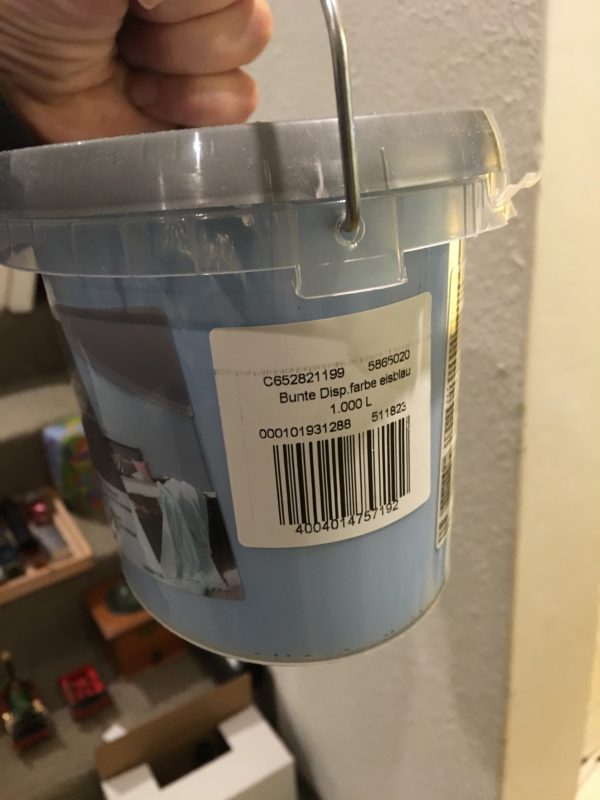 C652821199 5865020
Bunte Disp.farbe eisblau
1.000 L
000101931288 511823
4004014757192